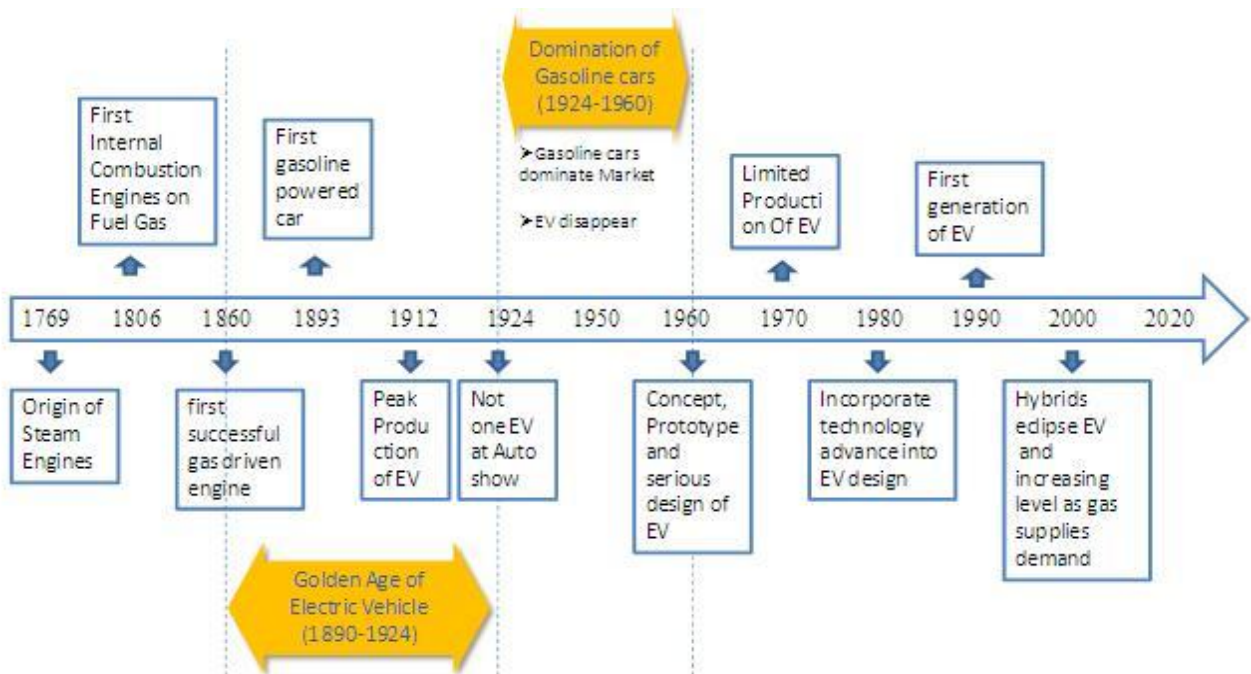 Domination of
Gasoline cars
(1924-1960)
First
Internal
Combustion
Engines on
Fuel Gas
First
gasoline
powered
car
➤Gasoline cars
dominate Market
➤EV disappear
Limited
Producti
on Of EV
First
generation
of EV
1769 1806 1860 1893 1912 1924 1950 1960 1970 1980 1990 2000 2020
Origin of
Steam
Engines
first
successful
gas driven
engine
Peak
Produ
ction
of EV
Not
one EV
at Auto
show
Concept,
Prototype
and
serious
design of
EV
Incorporate
technology
advance into
EV design
Hybrids
eclipse EV
and
increasing
level as gas
supplies
demand
Golden Age of
Electric Vehicle
(1890-1924)